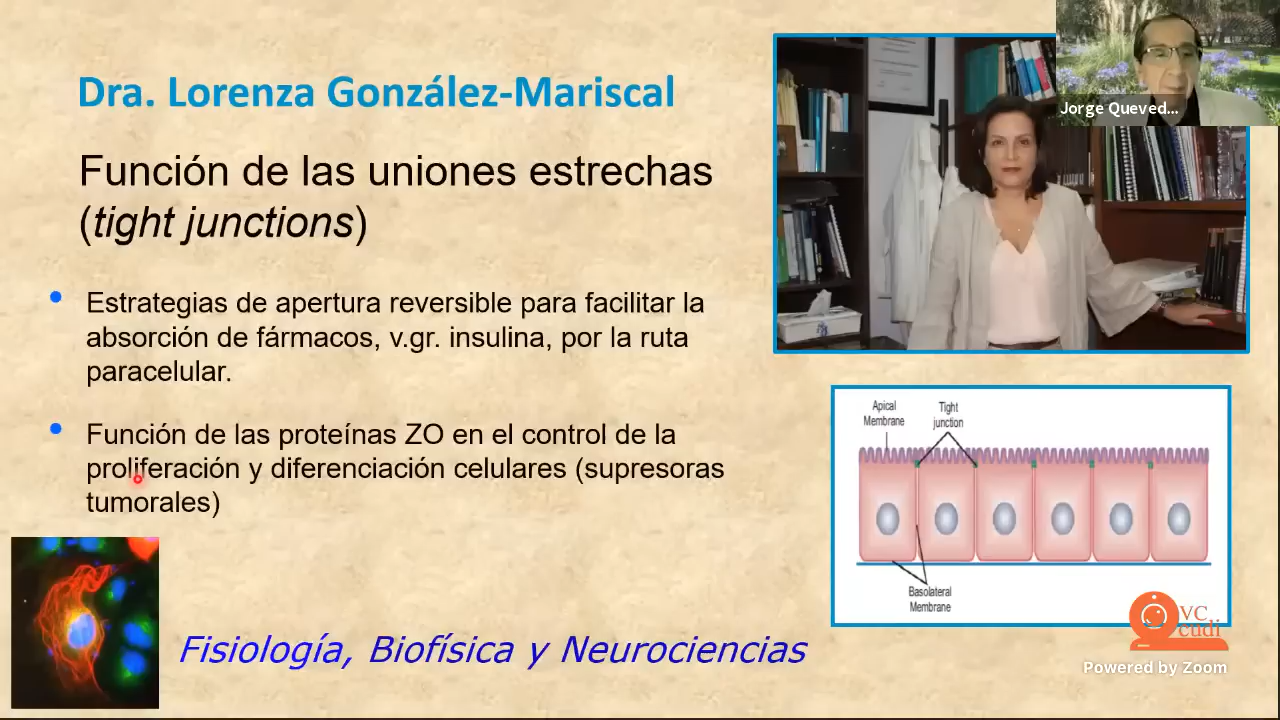 Dra. Lorenza González-Mariscal
Función de las uniones estrechas
(tight junctions)
• Estrategias de apertura reversible para facilitar la
absorción de fármacos, v.gr. insulina, por la ruta
paracelular.
• Función de las proteínas ZO en el control de la
proliferación y diferenciación celulares (supresoras
tumorales)
Fisiología, Biofísica y Neurociencias
Jorge Queved...
Apical
Membrane
Tight
junction
Basolateral
Membrane
VC
cudi
Powered by Zoom